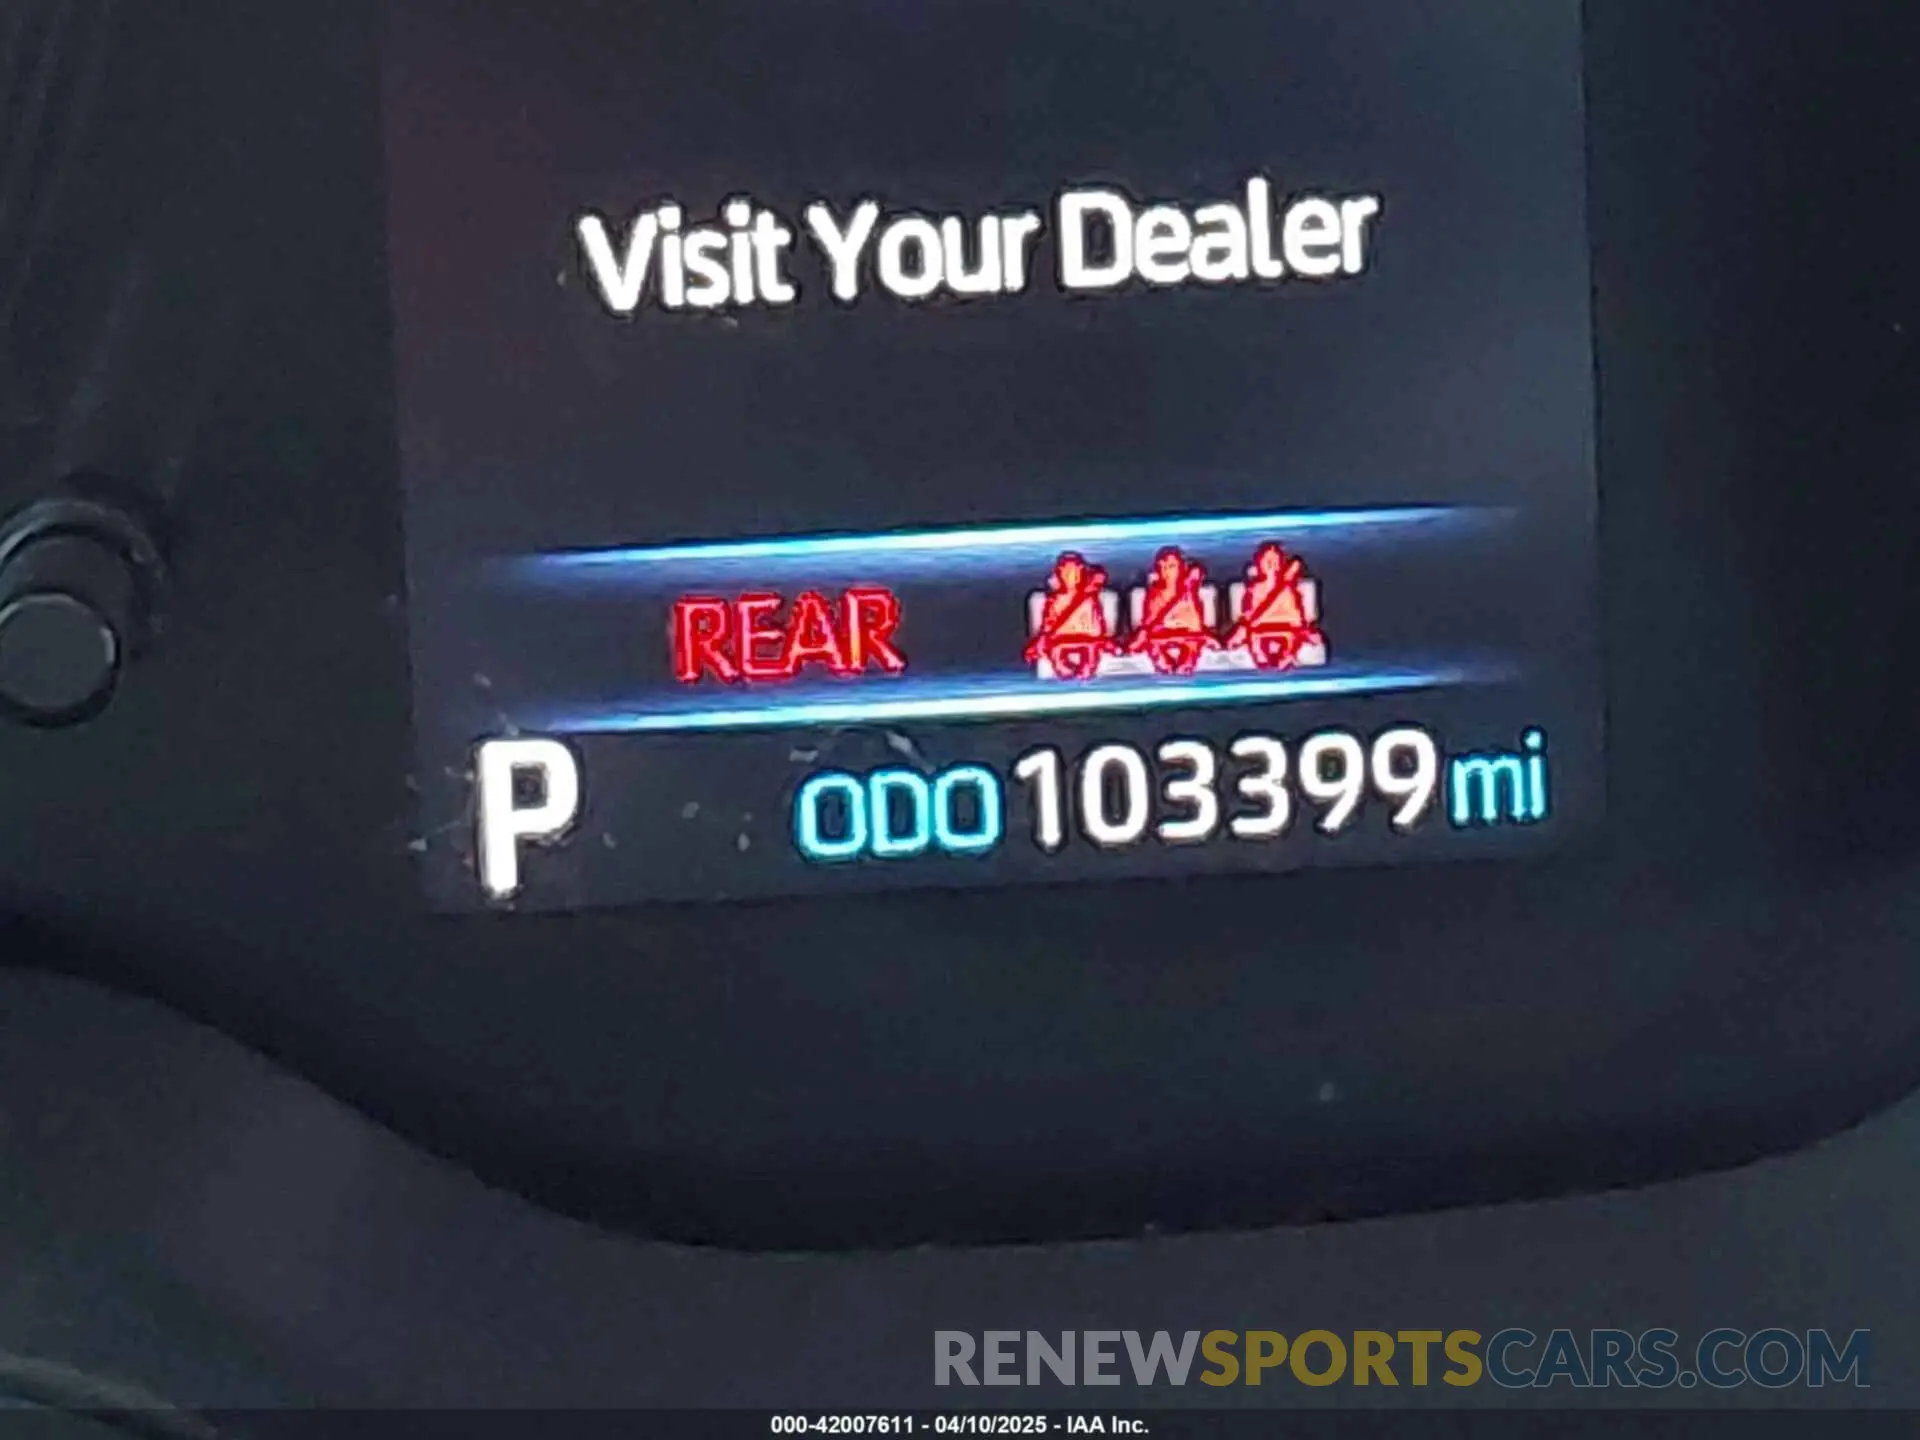 Visit Your Dealer
REAR
P ODO 103399 mi
RENEWSPORTSCARS.COM
000-42007611 - 04/10/2025 - IAA Inc.